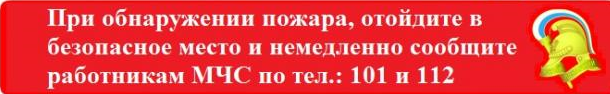 При обнаружении пожара, отойдите в
безопасное место и немедленно сообщите
работникам МЧС по тел.: 101 и 112